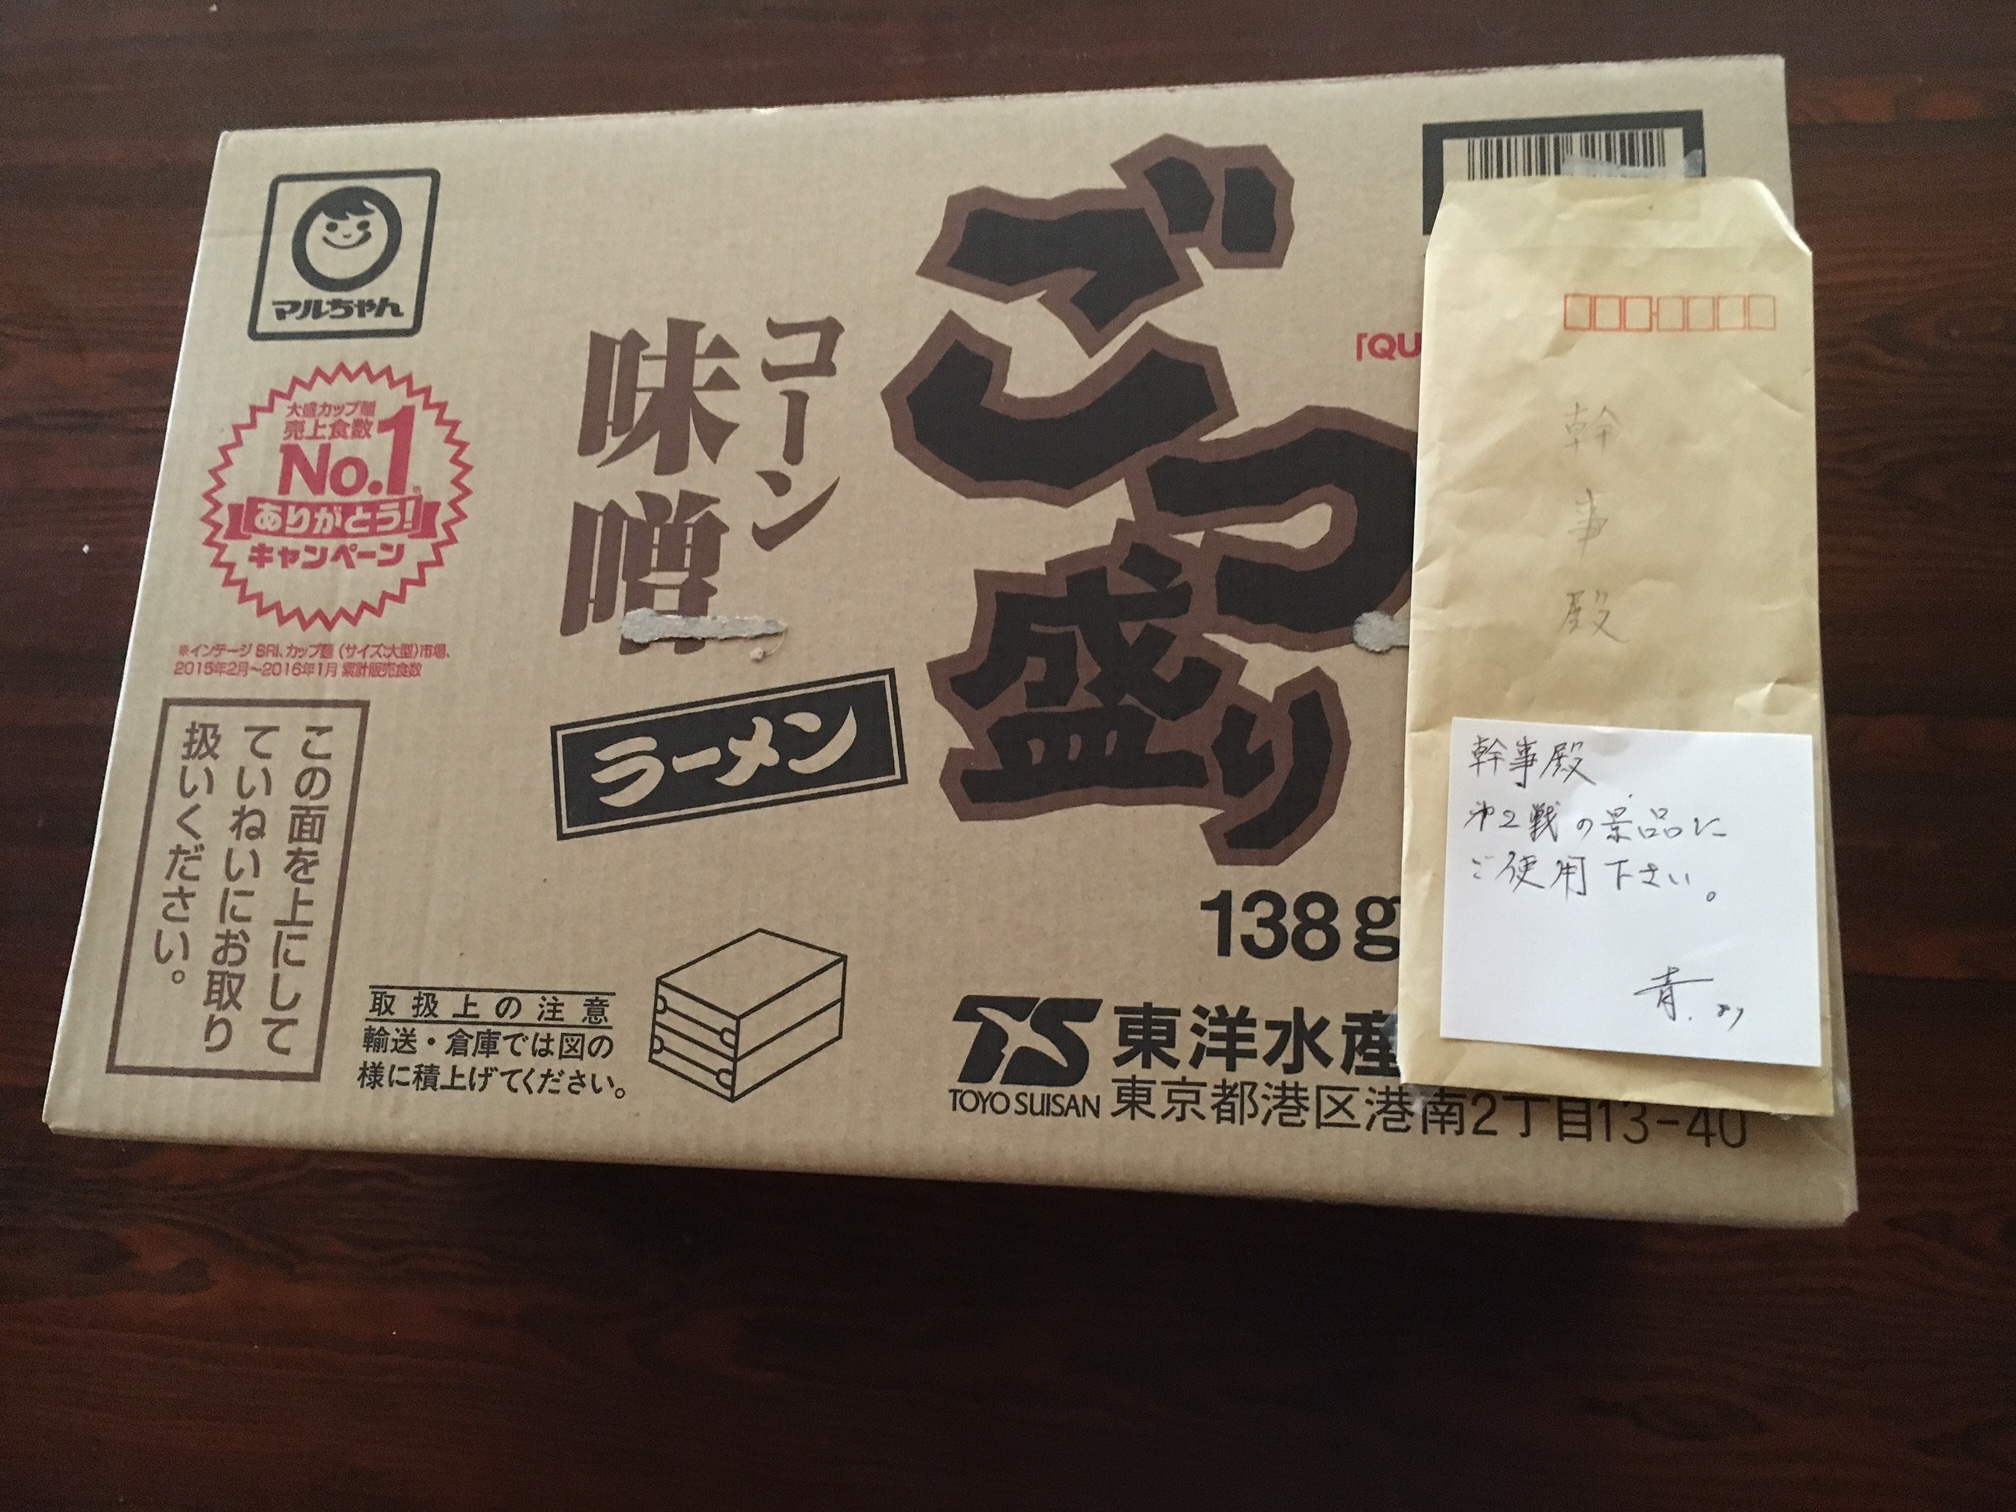 マルちゃん
大盛カップ麺
売上食数
No.1
ありがとう!
キャンペーン
※インテージ SRI、カップ麺(サイズ:大型)市場、
2015年2月～2016年1月 累計販売食数
この面を上にして
ていねいにお取り
扱いください。
コーン
味噌
ラーメン
ごつ
盛り
「QU
138g
取扱上の注意
輸送・倉庫では図の
様に積上げてください。
TS 東洋水産
TOYO SUISAN 東京都港区港南2丁目13-40
幹事殿
幹事殿
第2戦の景品に
ご使用下さい。
青. より